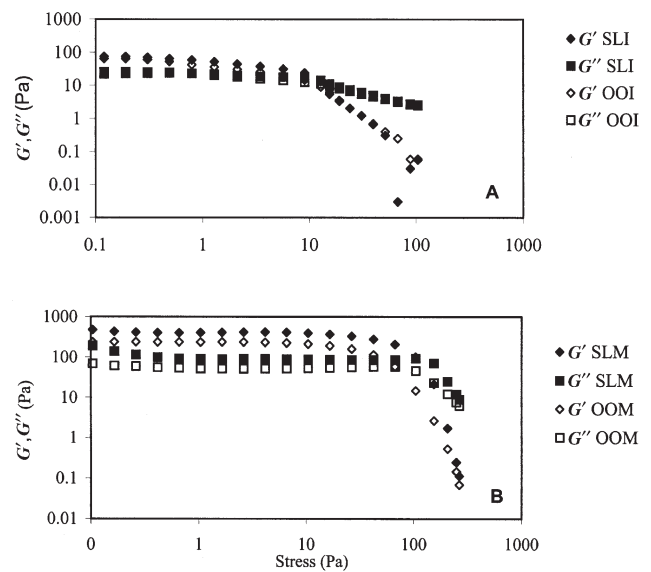 1000
100
10
1
0.1
0.01
0.001
G′, G″ (Pa)
0.1 1 10 100 1000
A
G′ SLI
G″ SLI
G′ OOI
G″ OOI
1000
100
10
1
0.1
0.01
G′, G″ (Pa)
0 1 10 100 1000
Stress (Pa)
B
G′ SLM
G″ SLM
G′ OOM
G″ OOM